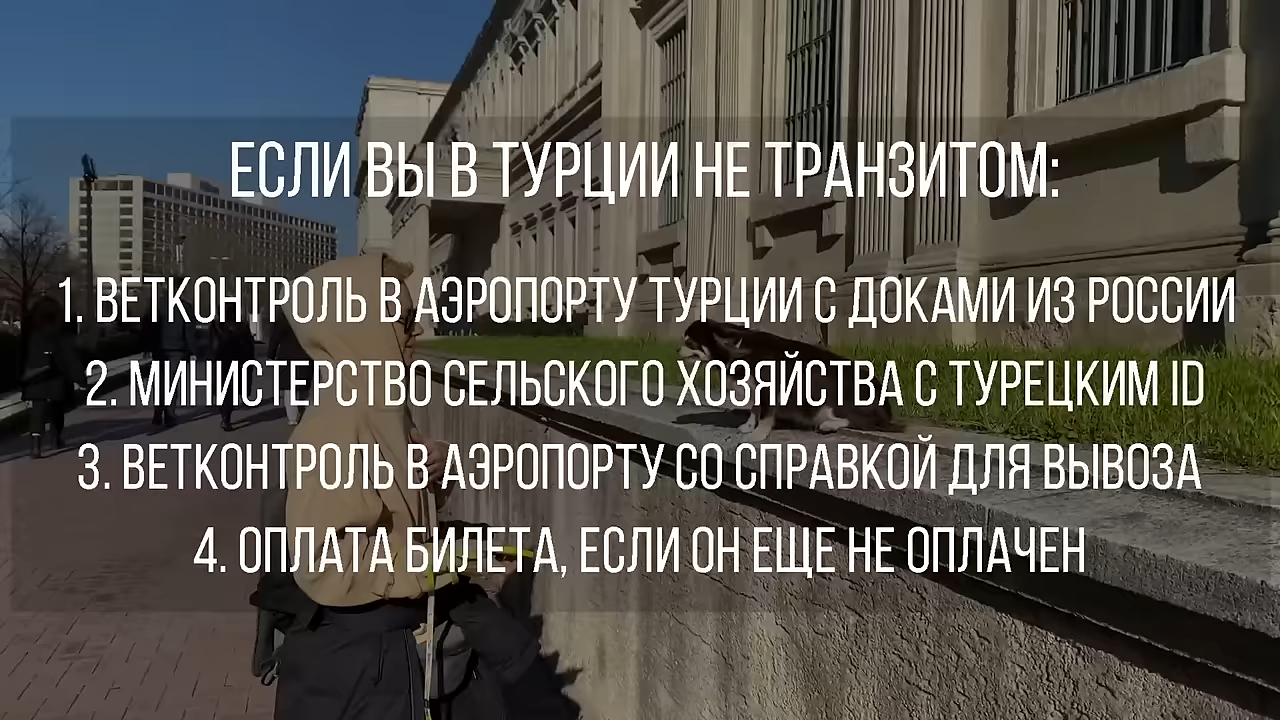 ЕСЛИ ВЫ В ТУРЦИИ НЕ ТРАНЗИТОМ:
1. ВЕТКОНТРОЛЬ В АЭРОПОРТУ ТУРЦИИ С ДОКАМИ ИЗ РОССИИ
2. МИНИСТЕРСТВО СЕЛЬСКОГО ХОЗЯЙСТВА С ТУРЕЦКИМ ID
3. ВЕТКОНТРОЛЬ В АЭРОПОРТУ СО СПРАВКОЙ ДЛЯ ВЫВОЗА
4. ОПЛАТА БИЛЕТА, ЕСЛИ ОН ЕЩЕ НЕ ОПЛАЧЕН